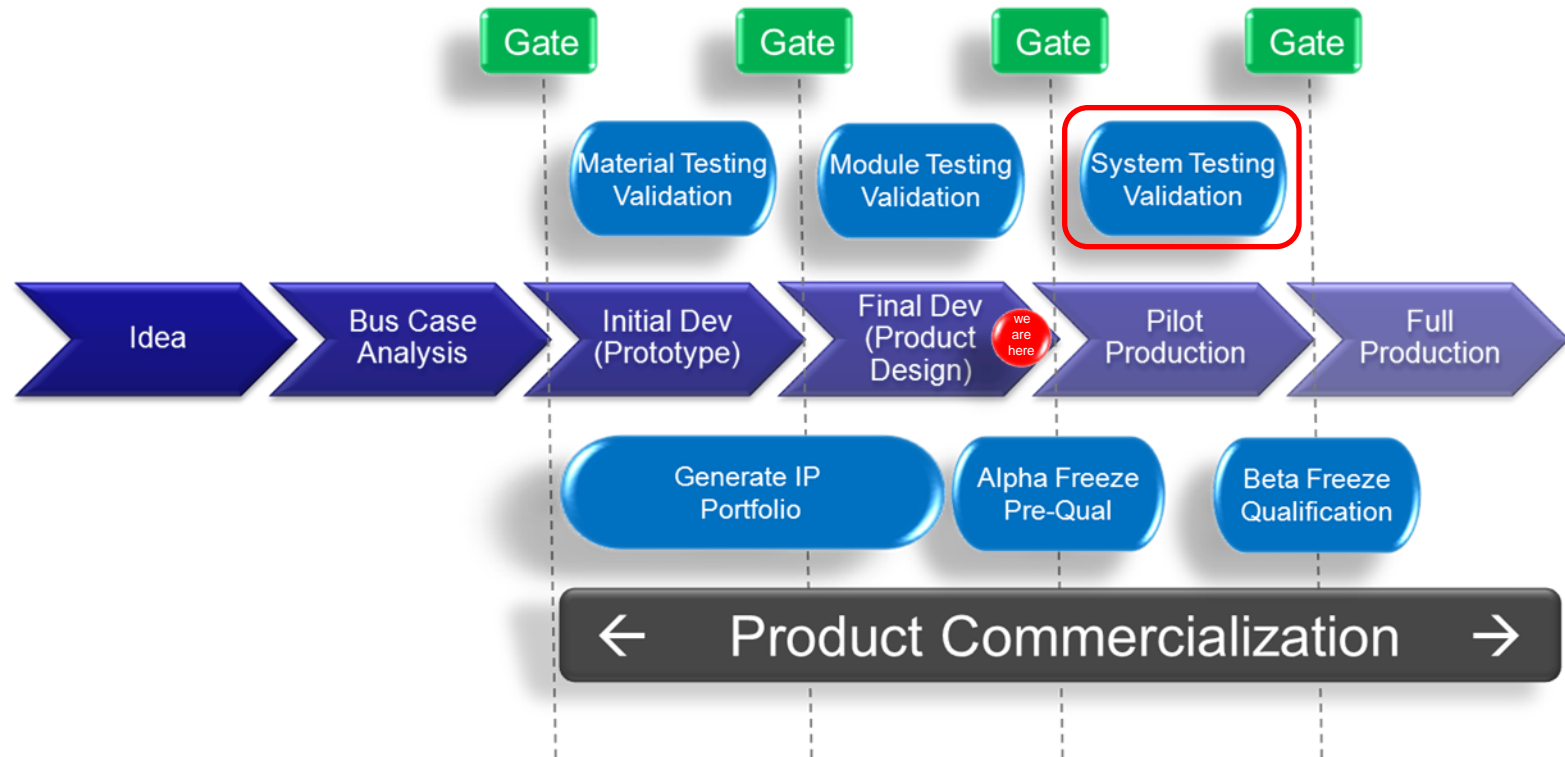 Gate
Gate
Gate
Gate
Material Testing
Validation
Module Testing
Validation
System Testing
Validation
Idea
Bus Case
Analysis
Initial Dev
(Prototype)
Final Dev
(Product
Design)
we
are
here
Pilot
Production
Full
Production
Generate IP
Portfolio
Alpha Freeze
Pre-Qual
Beta Freeze
Qualification
← Product Commercialization →